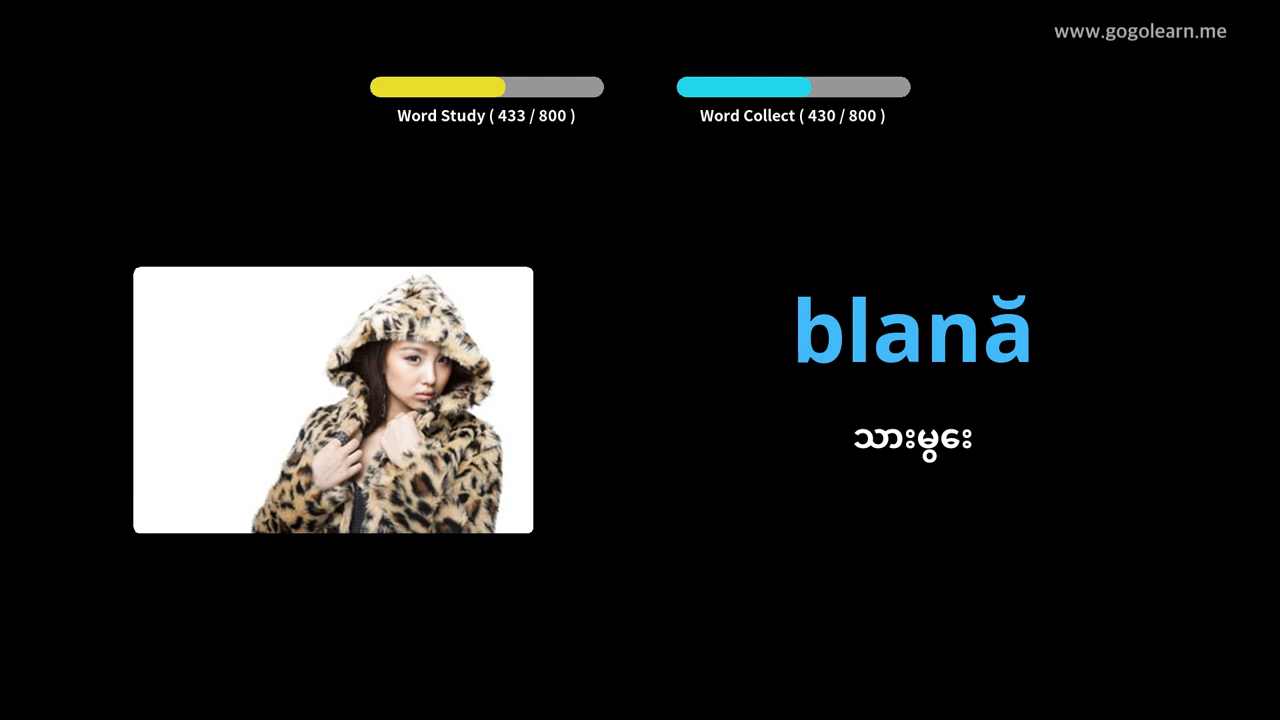 www.gogolearn.me
Word Study ( 433 / 800 )
Word Collect ( 430 / 800 )
blană
သားမွေး